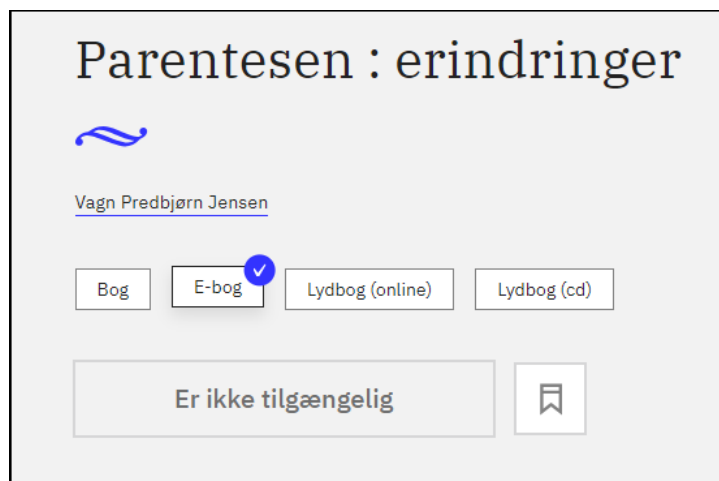 Parentesen : erindringer
Vagn Predbjørn Jensen
Bog
E-bog
Lydbog (online)
Lydbog (cd)
Er ikke tilgængelig